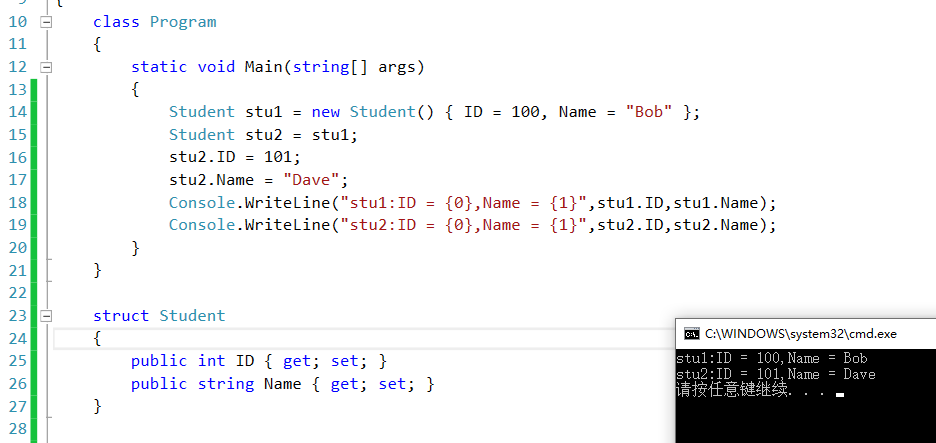 9 {
10 class Program
11 {
12 static void Main(string[] args)
13 {
14 Student stu1 = new Student() { ID = 100, Name = "Bob" };
15 Student stu2 = stu1;
16 stu2.ID = 101;
17 stu2.Name = "Dave";
18 Console.WriteLine("stu1:ID = {0},Name = {1}",stu1.ID,stu1.Name);
19 Console.WriteLine("stu2:ID = {0},Name = {1}",stu2.ID,stu2.Name);
20 }
21 }
22
23 struct Student
24 {
25 public int ID { get; set; }
26 public string Name { get; set; }
27 }
28
C:\WINDOWS\system32\cmd.exe
stu1:ID = 100,Name = Bob
stu2:ID = 101,Name = Dave
请按任意键继续. . .